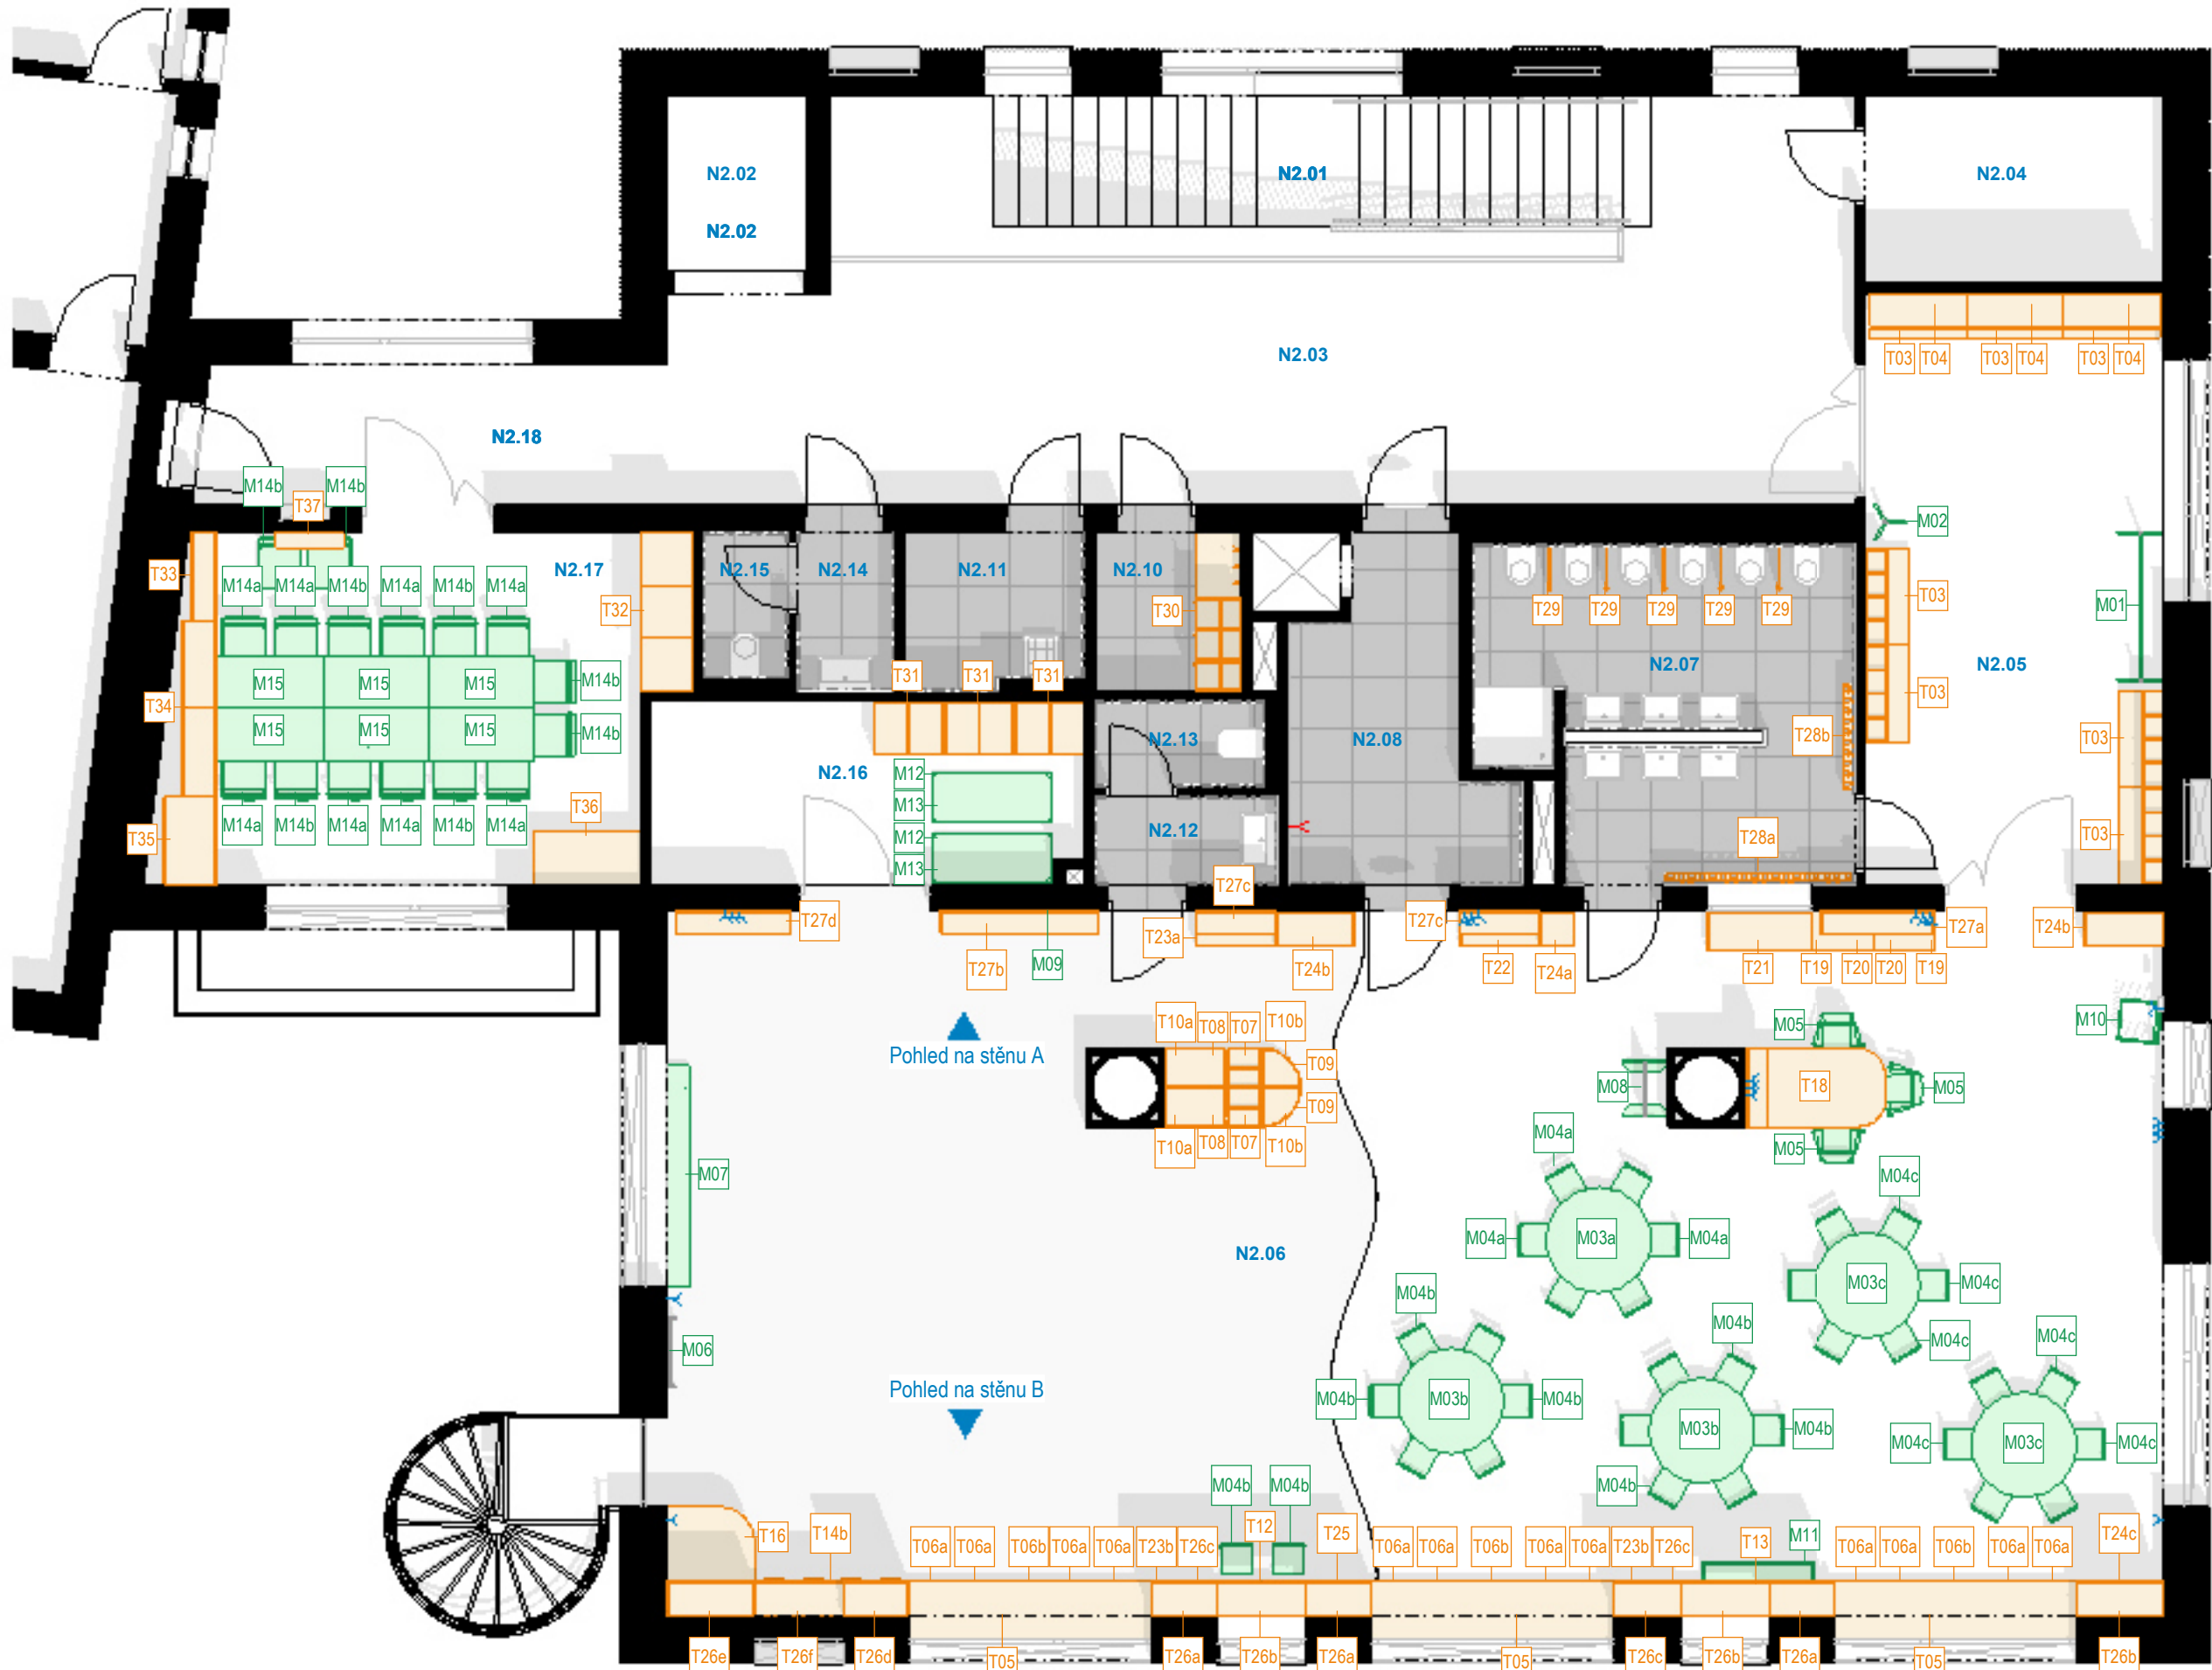 N2.02
N2.01
N2.04
N2.02
N2.03
T03 T04 T03 T04 T03 T04
N2.18
M14b M14b
T37
M02
T33
M14a M14a M14b M14a M14b M14a
N2.17
N2.15
N2.14
N2.11
N2.10
T32
T30
T29 T29 T29 T29 T29
T03
M01
M15 M15 M15
M14b
T31 T31 T31
N2.07
N2.05
T03
T34
M15 M15 M15
M14b
N2.13
N2.08
T28b
T03
N2.16
M12
M13
M12
M13
M14a M14b M14a M14a M14b M14a
T35
T36
N2.12
T28a
T03
T27c
T27d
T27b
M09
T23a
T24b
T27c
T22
T24a
T21 T19 T20 T20 T19
T27a
T24b
T10a T08 T07 T10b
M05
M10
Pohled na stěnu A
T09
M08
T18
M05
T09
T10a T08 T07 T10b
M04a
M05
M07
M04c
M04a
M03a
M04a
N2.06
M03c
M04c
M04b
M04b
M04c
M04c
M06
Pohled na stěnu B
M04b
M03b
M04b
M03b
M04b
M04c
M03c
M04c
M04b M04b
M04b
T16
T14b
T06a T06a T06b T06a T06a T23b T26c
T12
T25
T06a T06a T06b T06a T06a T23b T26c
T13
M11
T06a T06a T06b T06a T06a
T24c
T26e T26f T26d T05 T26a T26b T26a T05 T26c T26b T26a T05 T26b